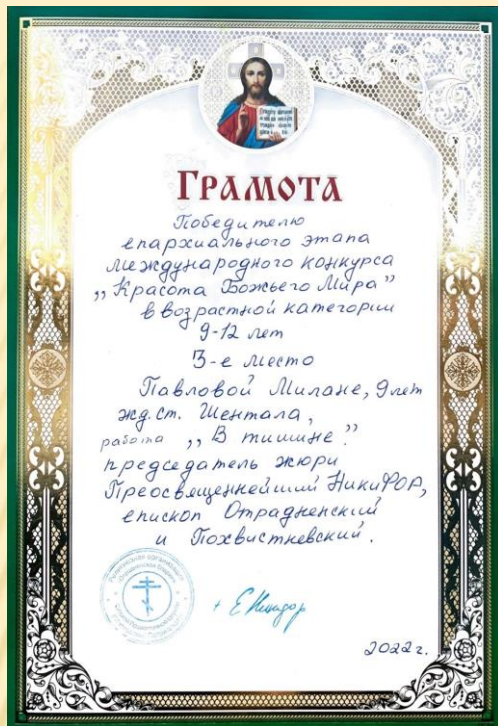 ГРАМОТА
Победителю
епархиального этапа
международного конкурса
„Красота Божьего Мира”
в возрастной категории
9-12 лет
3-е место
Павловой Милане, 9 лет
жд. ст. Шентала,
работа „В тишине”.
председатель жюри
Преосвященнейший Никифор,
епископ Отрадненский
и Похвистневский.
2022 г.